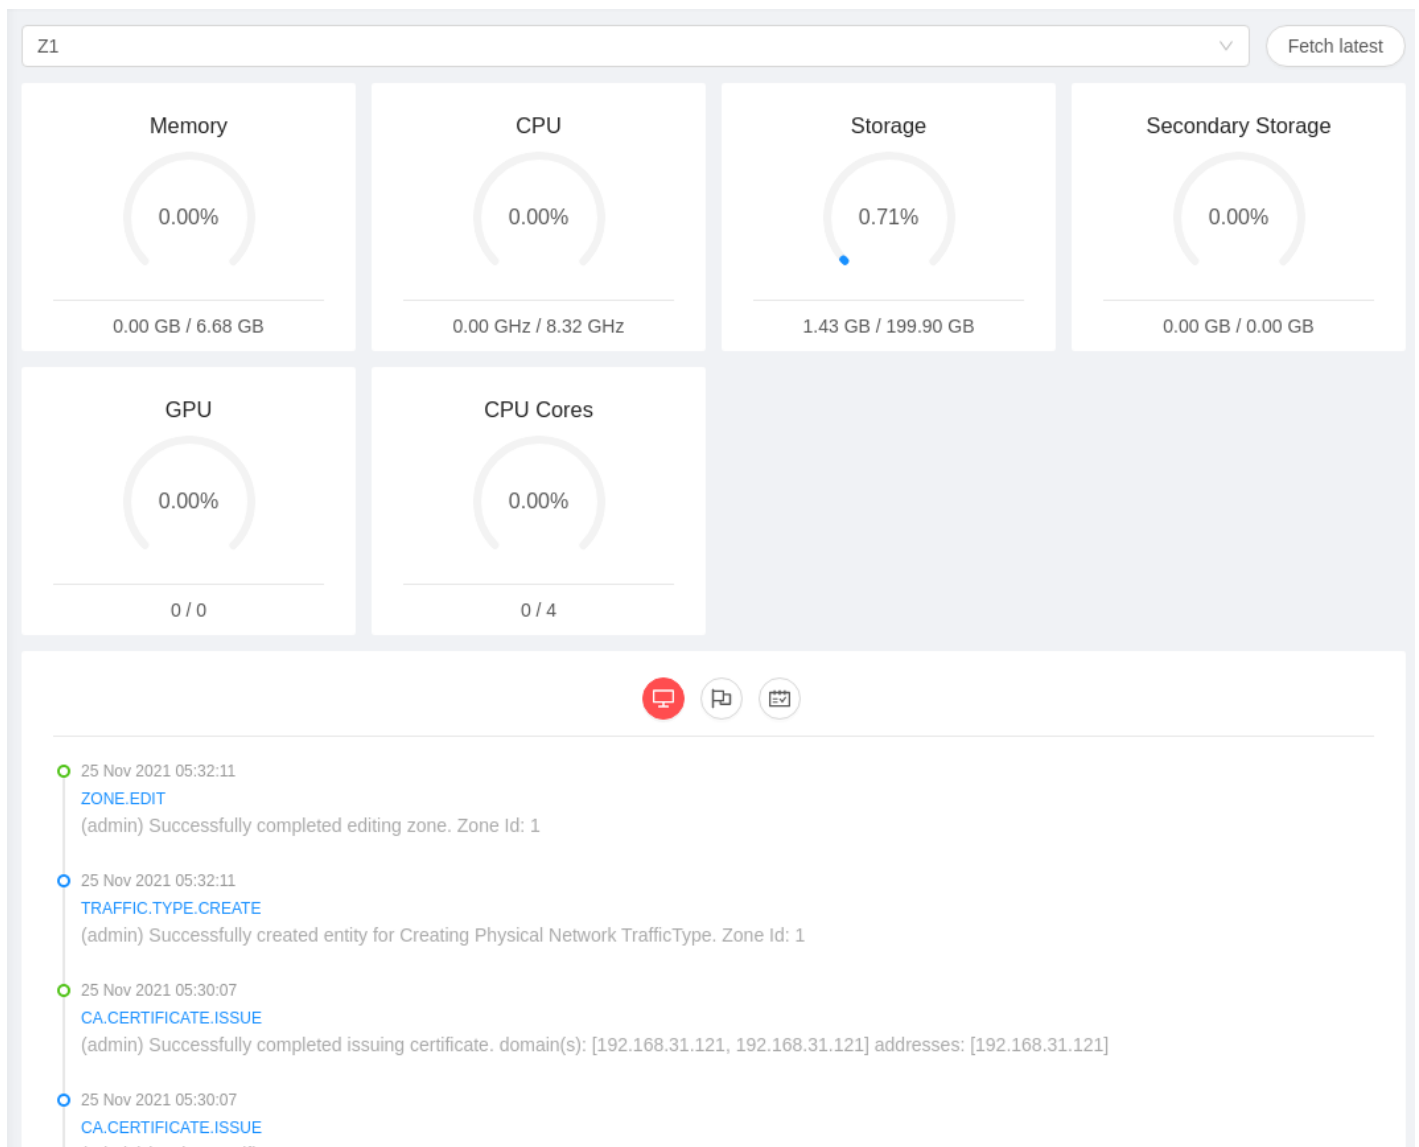 Z1
Fetch latest
Memory
0.00%
0.00 GB / 6.68 GB
CPU
0.00%
0.00 GHz / 8.32 GHz
Storage
0.71%
1.43 GB / 199.90 GB
Secondary Storage
0.00%
0.00 GB / 0.00 GB
GPU
0.00%
0 / 0
CPU Cores
0.00%
0 / 4
25 Nov 2021 05:32:11
ZONE.EDIT
(admin) Successfully completed editing zone. Zone Id: 1
25 Nov 2021 05:32:11
TRAFFIC.TYPE.CREATE
(admin) Successfully created entity for Creating Physical Network TrafficType. Zone Id: 1
25 Nov 2021 05:30:07
CA.CERTIFICATE.ISSUE
(admin) Successfully completed issuing certificate. domain(s): [192.168.31.121, 192.168.31.121] addresses: [192.168.31.121]
25 Nov 2021 05:30:07
CA.CERTIFICATE.ISSUE